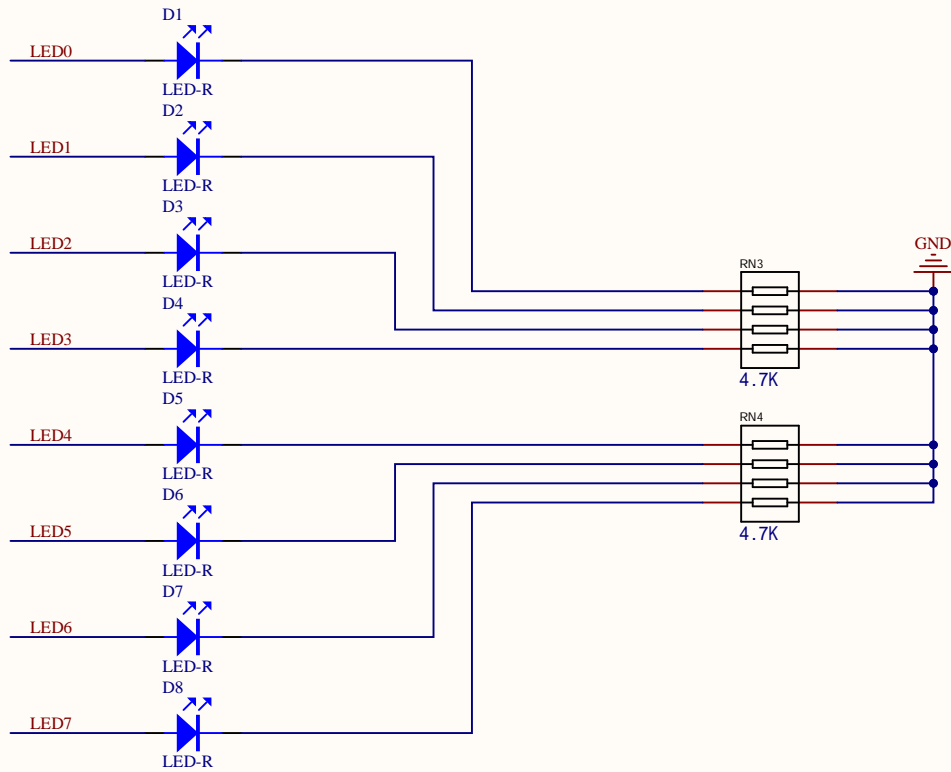 D1
LED0
LED-R
D2
LED1
LED-R
D3
LED2
LED-R
GND
RN3
D4
LED3
LED-R
4.7K
D5
RN4
LED4
LED-R
D6
LED5
4.7K
LED-R
D7
LED6
LED-R
D8
LED7
LED-R